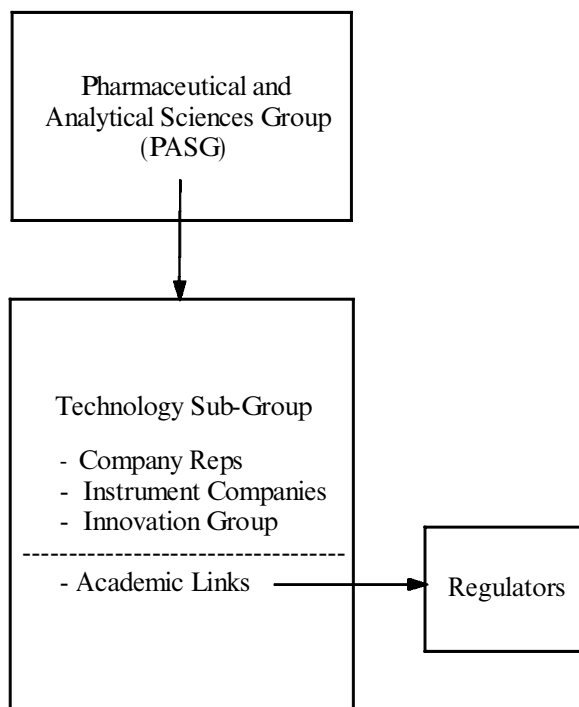 Pharmaceutical and
Analytical Sciences Group
(PASG)
Technology Sub-Group
- Company Reps
- Instrument Companies
- Innovation Group
- Academic Links
Regulators